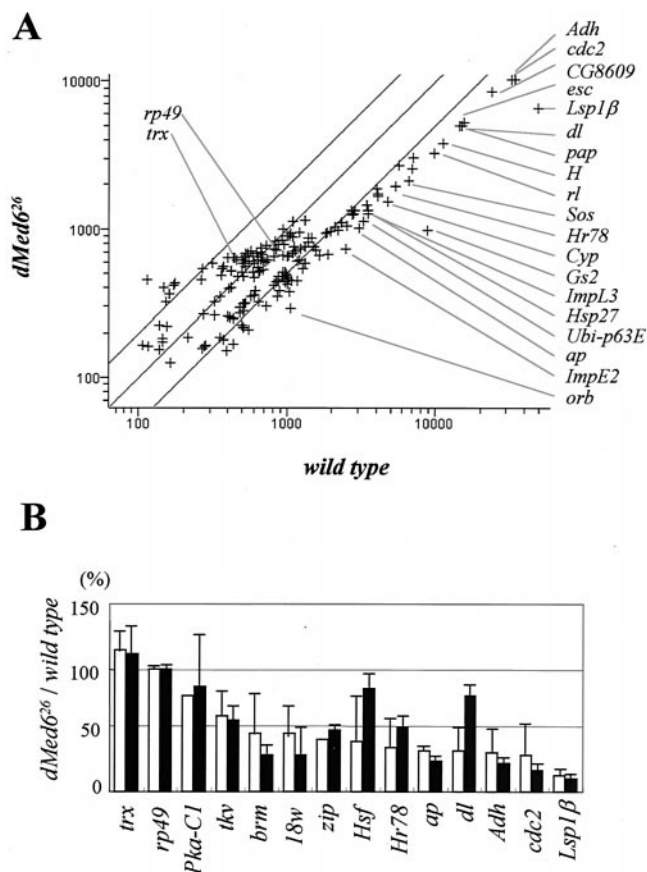 A
Adh
cdc2
CG8609
esc
Lsp1β
dl
pap
H
rl
Sos
Hr78
Cyp
Gs2
ImpL3
Hsp27
Ubi-p63E
ap
ImpE2
orb
rp49
trx
10000
1000
100
dMed6²⁶
100
1000
10000
wild type
B
(%)
150
100
50
0
dMed6²⁶ / wild type
trx
rp49
Pka-C1
tkv
brm
18w
zip
Hsf
Hr78
ap
dl
Adh
cdc2
Lsp1β